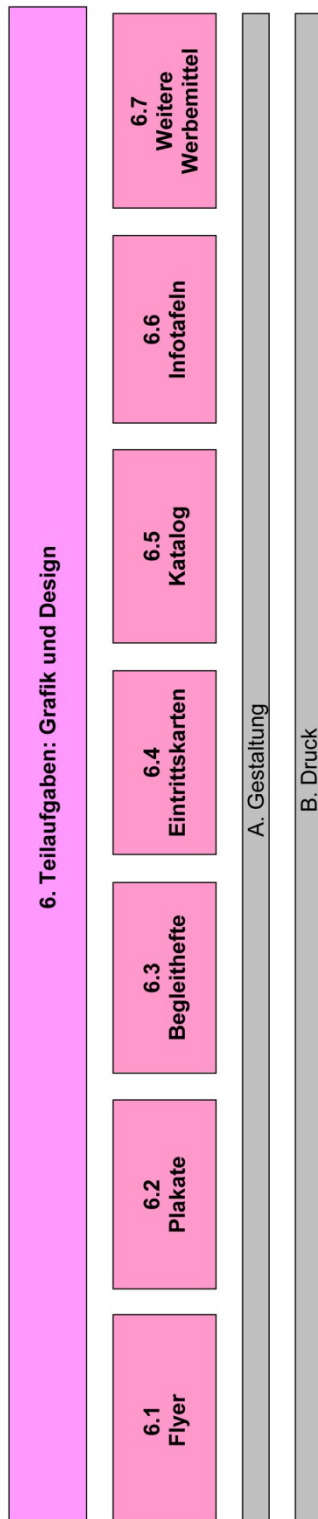 6. Teilaufgaben: Grafik und Design
6.1
Flyer
6.2
Plakate
6.3
Begleithefte
6.4
Eintrittskarten
6.5
Katalog
6.6
Infotafeln
6.7
Weitere
Werbemittel
A. Gestaltung
B. Druck